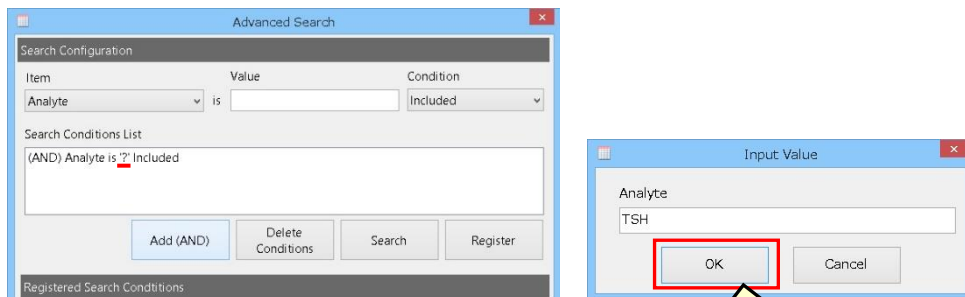 Advanced Search
Search Configuration
Item Value Condition
Analyte is Included
Search Conditions List
(AND) Analyte is '?' Included
Add (AND) Delete Conditions Search Register
Registered Search Condtitions
Input Value
Analyte
TSH
OK Cancel